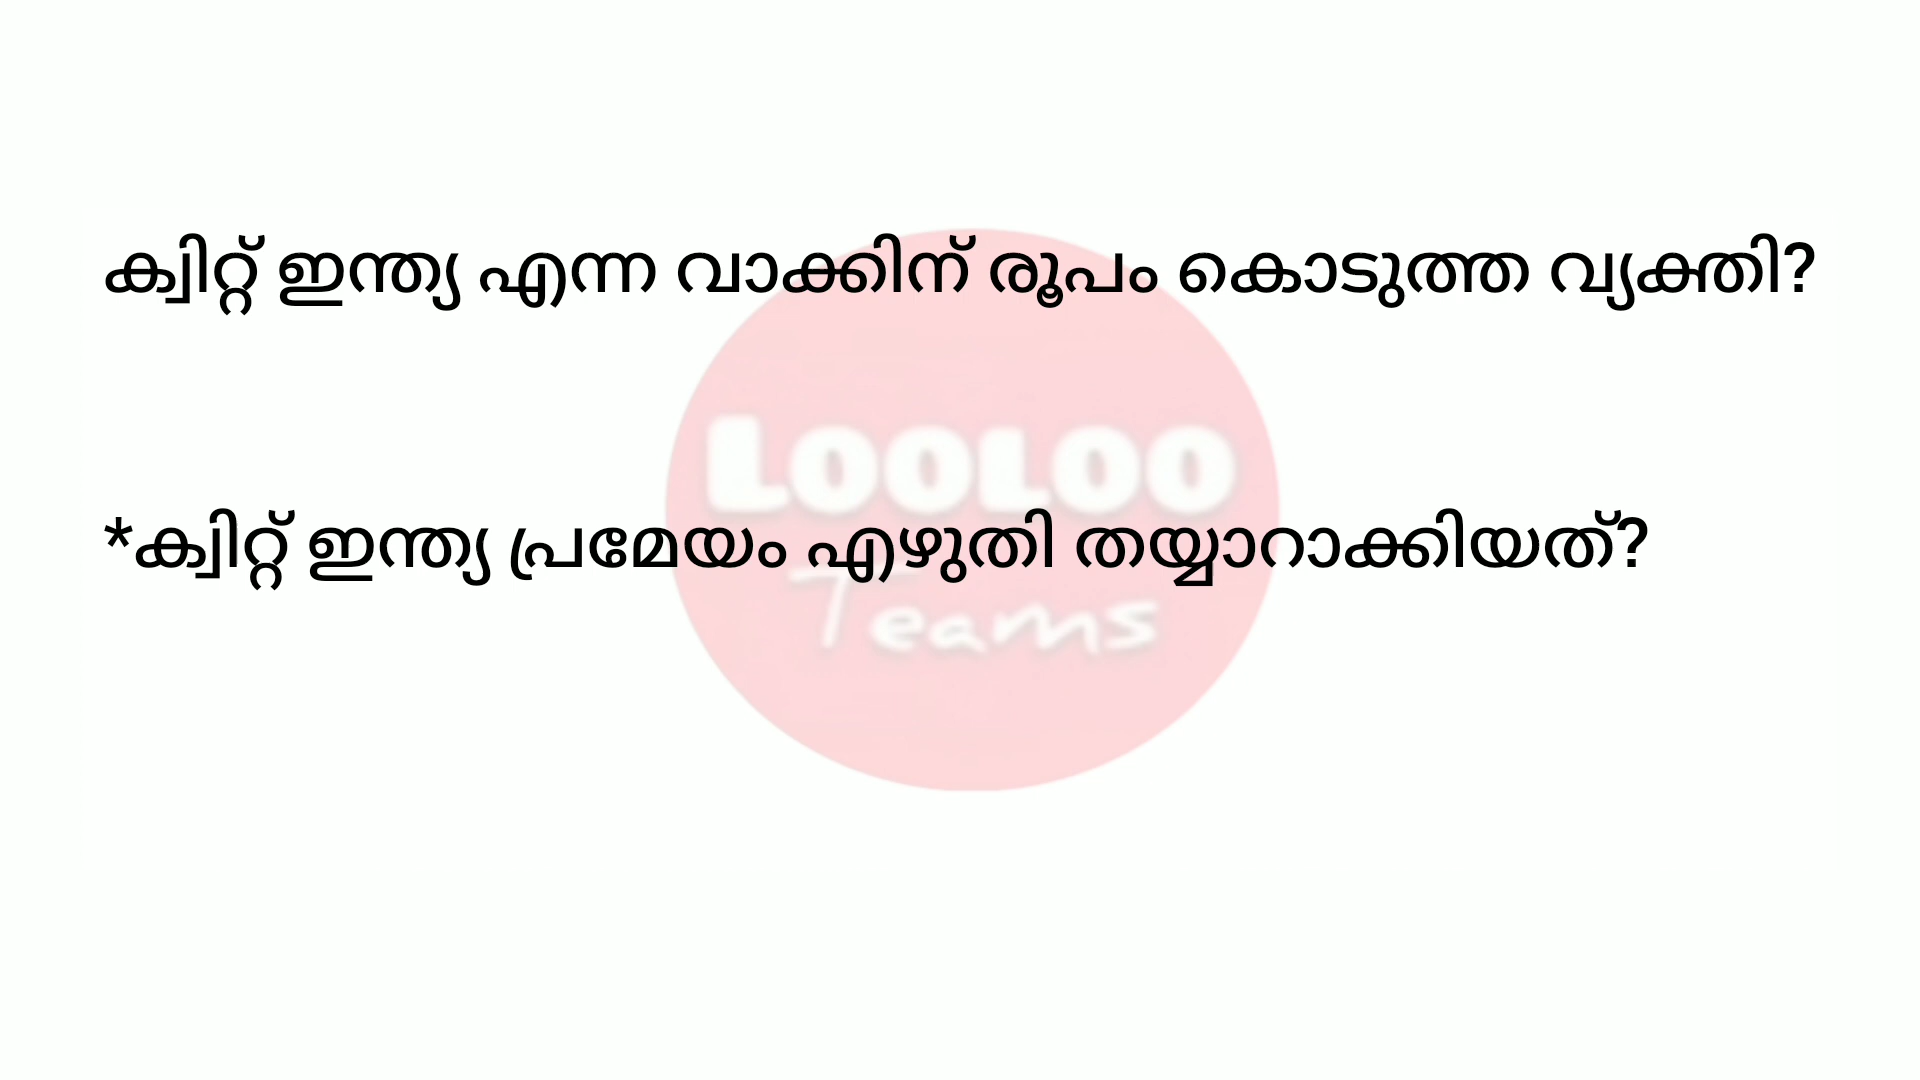 ക്വിറ്റ് ഇന്ത്യ എന്ന വാക്കിന് രൂപം കൊടുത്ത വ്യക്തി?
LOOLOO
*ക്വിറ്റ് ഇന്ത്യ പ്രമേയം എഴുതി തയ്യാറാക്കിയത്?
Teams